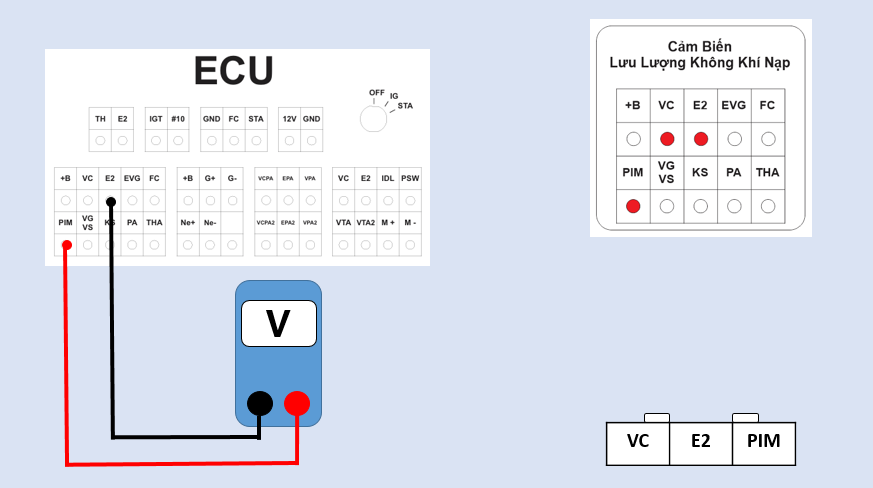 ECU
OFF
IG
STA
TH E2
IGT #10
GND FC STA
12V GND
+B VC E2 EVG FC
+B G+ G-
VCPA EPA VPA
VC E2 IDL PSW
PIM VG VS KS PA THA
Ne+ Ne-
VCPA2 EPA2 VPA2
VTA VTA2 M + M -
V
Cảm Biến
Lưu Lượng Không Khí Nạp
+B VC E2 EVG FC
PIM VG VS KS PA THA
VC E2 PIM